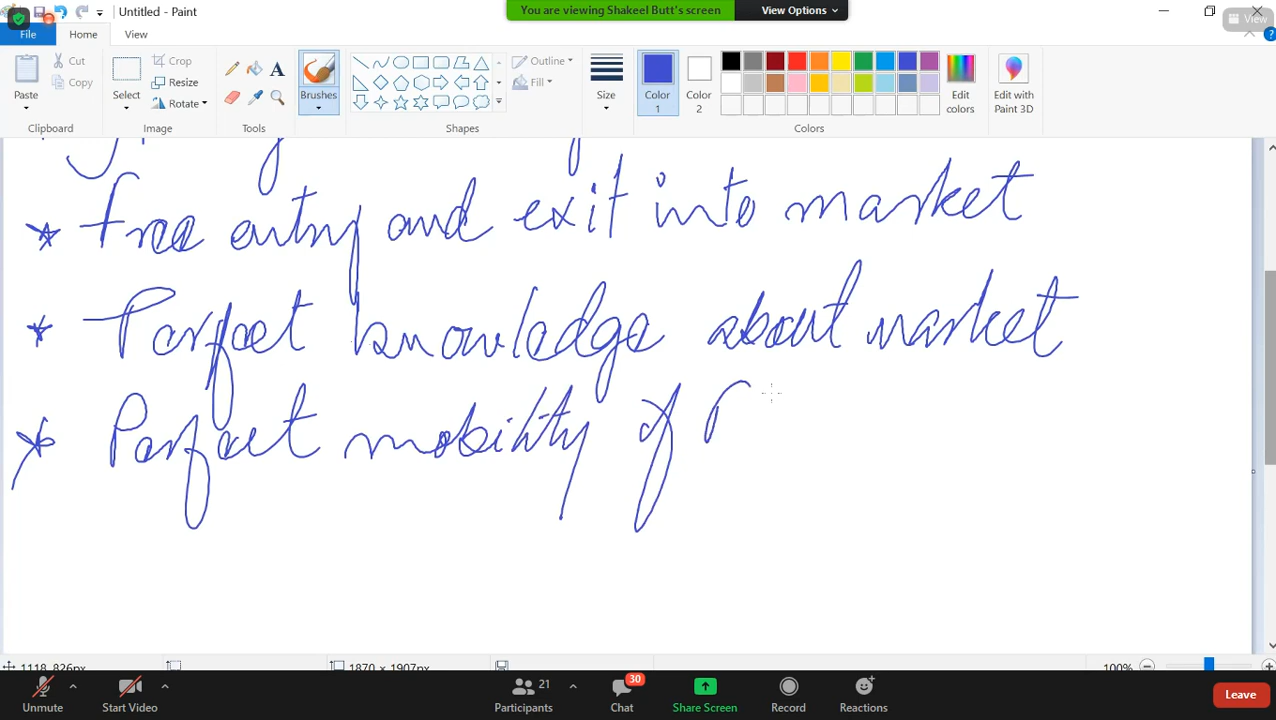 Untitled - Paint
You are viewing Shakeel Butt's screen
View Options
View
File
Home
View
Paste
Cut
Copy
Clipboard
Select
Crop
Resize
Rotate
Image
A
Tools
Brushes
Outline
Fill
Shapes
Size
Color 1
Color 2
Colors
Edit colors
Edit with Paint 3D
* Free entry and exit into market
* Perfect knowledge about market
* Perfect mobility of
1118, 826px
1870 × 1907px
100%
Unmute
Start Video
21
Participants
30
Chat
Share Screen
Record
Reactions
Leave